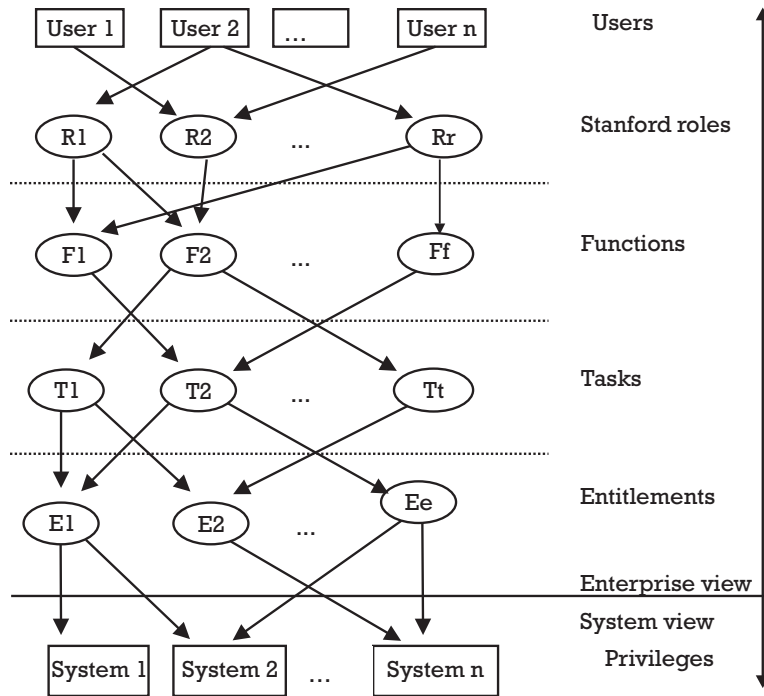 User 1 User 2 ... User n Users
R1 R2 ... Rr Stanford roles
F1 F2 ... Ff Functions
T1 T2 ... Tt Tasks
E1 E2 ... Ee Entitlements
Enterprise view
System view
Privileges
System 1 System 2 ... System n